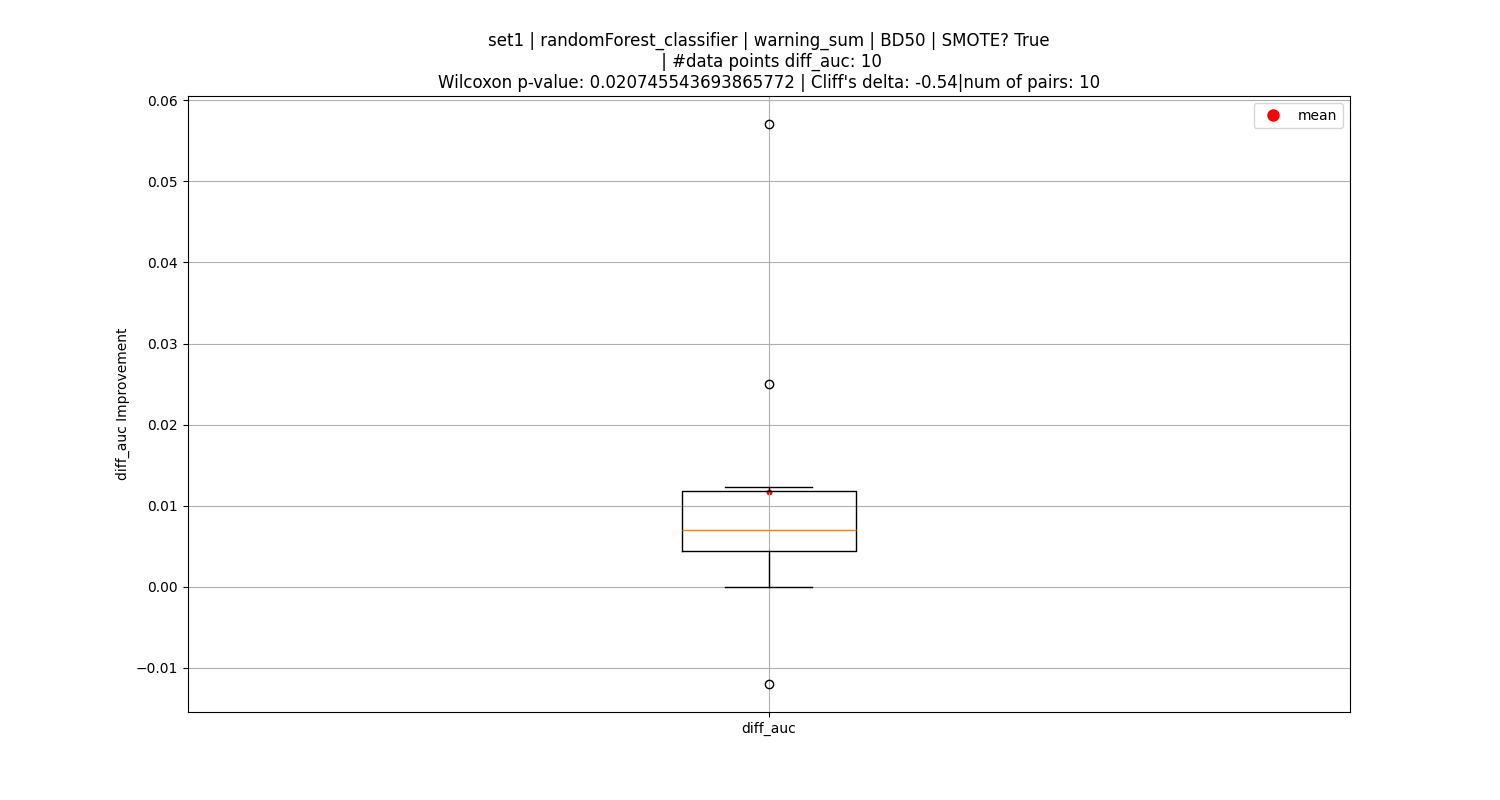 set1 | randomForest_classifier | warning_sum | BD50 | SMOTE? True
| #data points diff_auc: 10
Wilcoxon p-value: 0.020745543693865772 | Cliff's delta: -0.54|num of pairs: 10
mean
0.06
0.05
0.04
0.03
0.02
0.01
0.00
−0.01
diff_auc Improvement
diff_auc